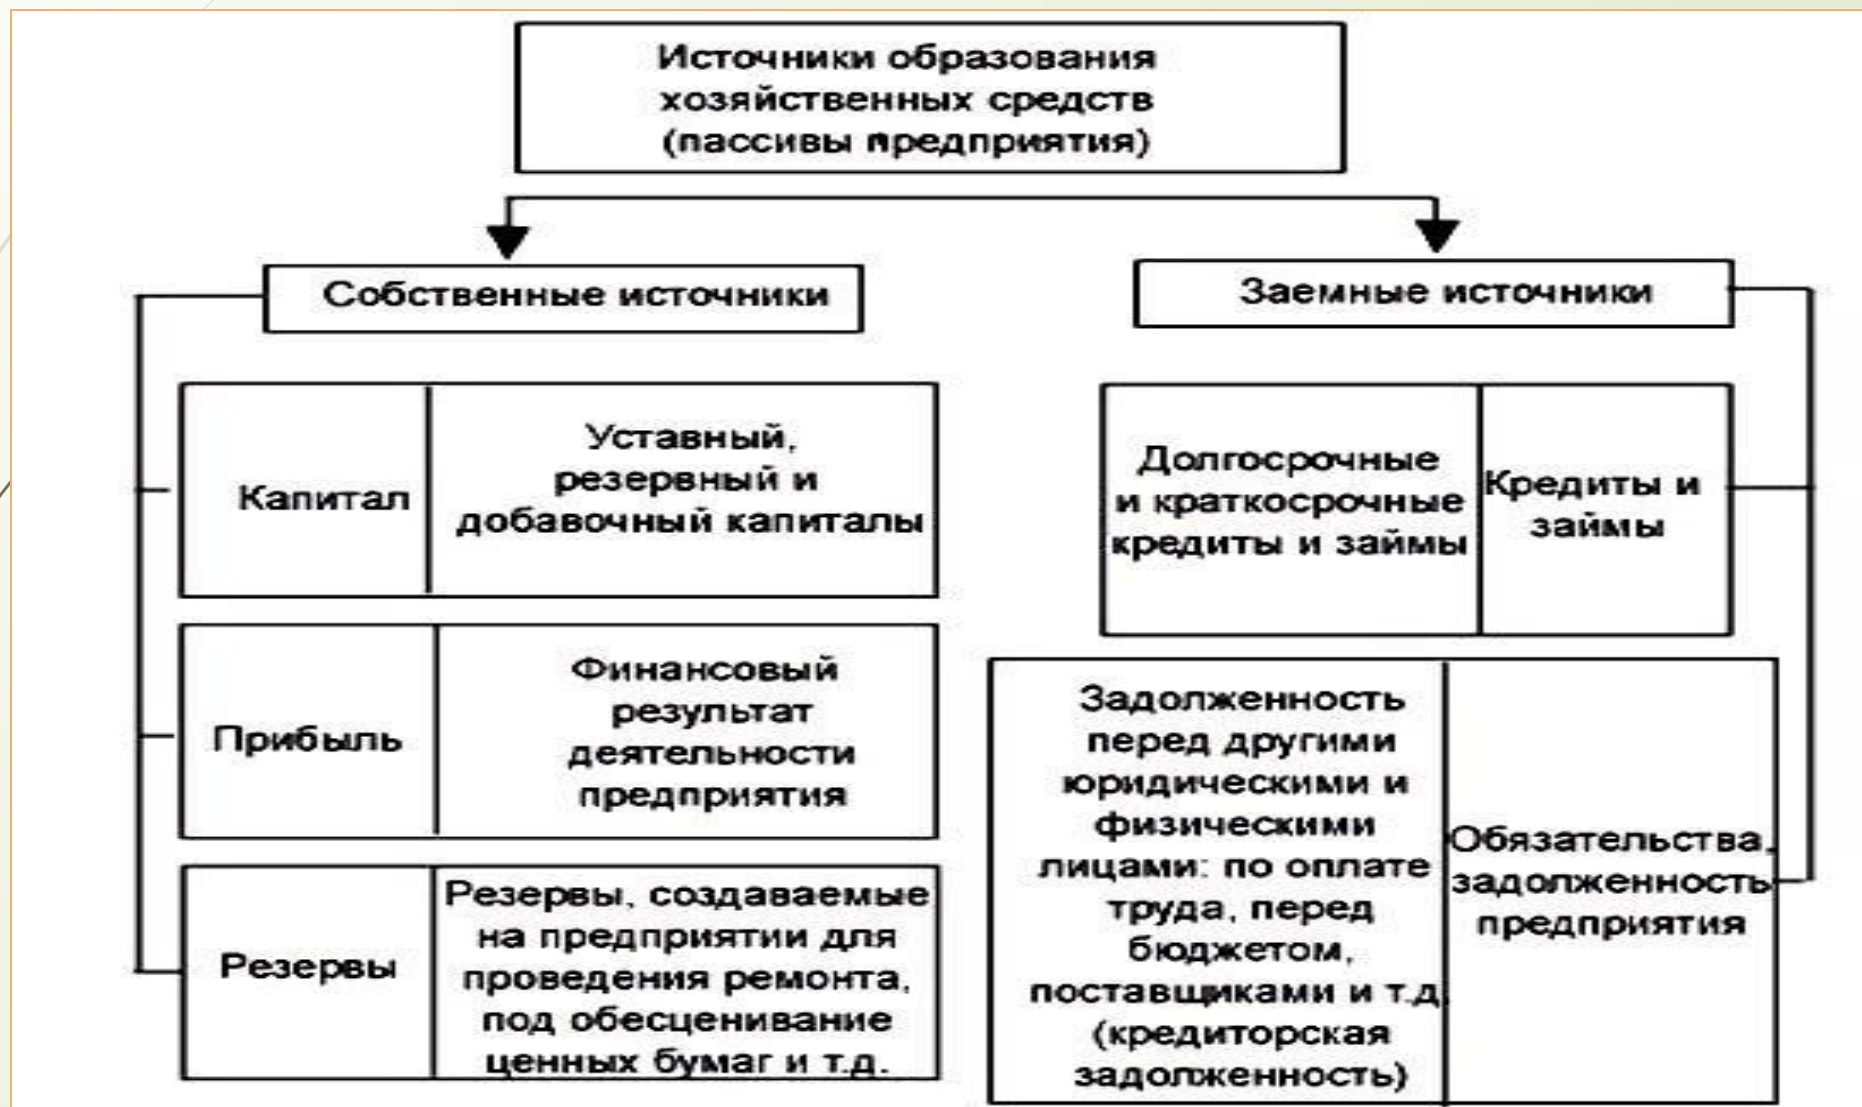 Источники образования
хозяйственных средств
(пассивы предприятия)
Собственные источники
Заемные источники
Капитал
Уставный,
резервный и
добавочный капиталы
Долгосрочные
и краткосрочные
кредиты и займы
Кредиты и
займы
Прибыль
Финансовый
результат
деятельности
предприятия
Задолженность
перед другими
юридическими и
физическими
лицами: по оплате
труда, перед
бюджетом,
поставщиками и т.д.
(кредиторская
задолженность)
Обязательства,
задолженность
предприятия
Резервы
Резервы, создаваемые
на предприятии для
проведения ремонта,
под обесценивание
ценных бумаг и т.д.